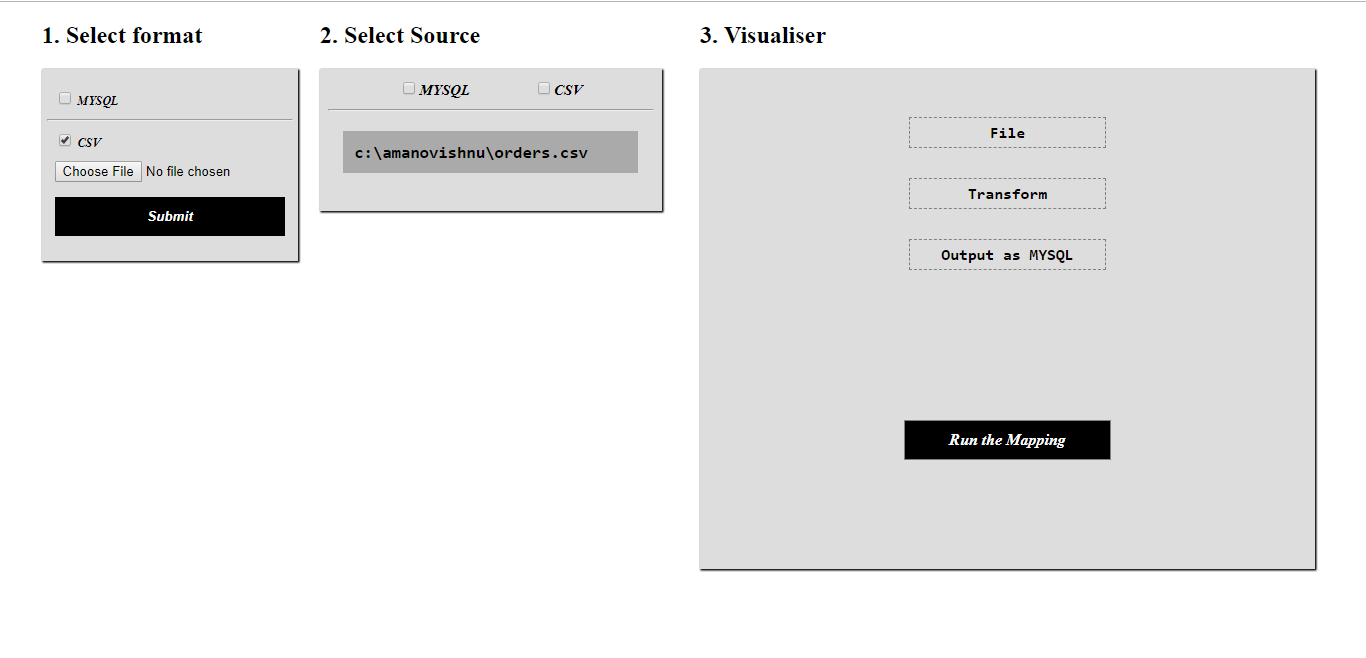 1. Select format
MYSQL
CSV
Choose File No file chosen
Submit
2. Select Source
MYSQL CSV
c:\amanovishnu\orders.csv
3. Visualiser
File
Transform
Output as MYSQL
Run the Mapping